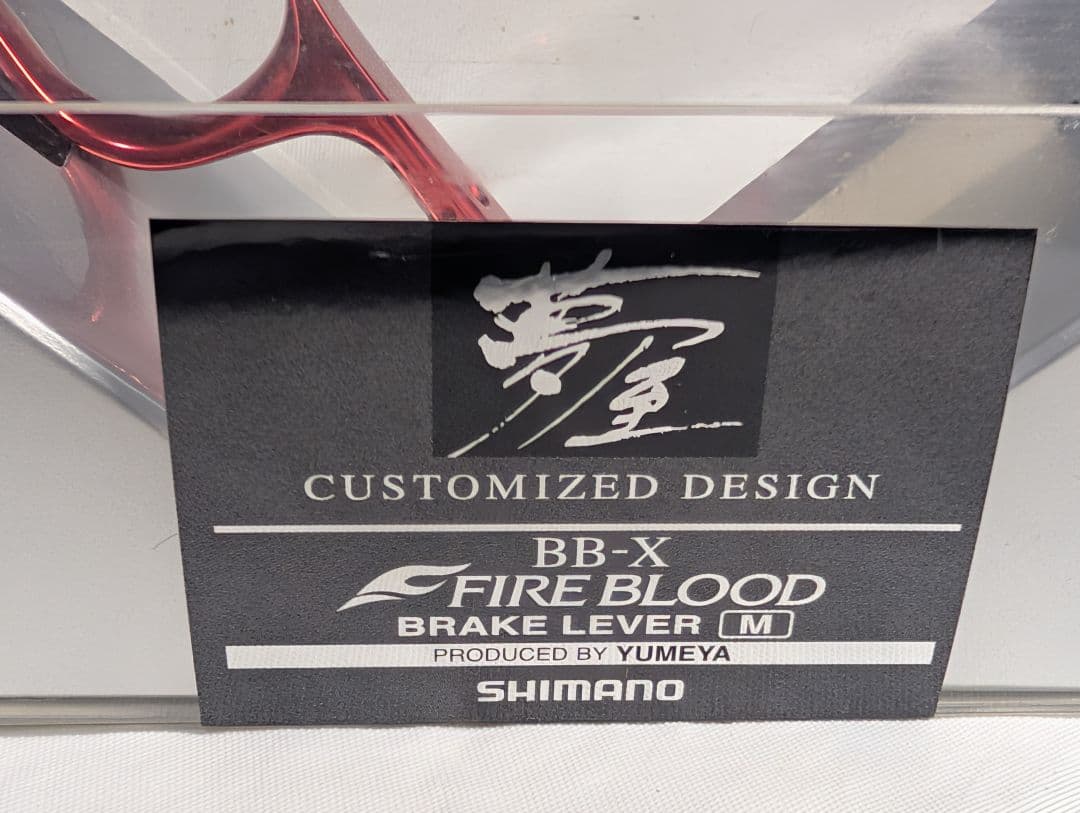 夢屋
CUSTOMIZED DESIGN
BB-X
FIRE BLOOD
BRAKE LEVER M
PRODUCED BY YUMEYA
SHIMANO